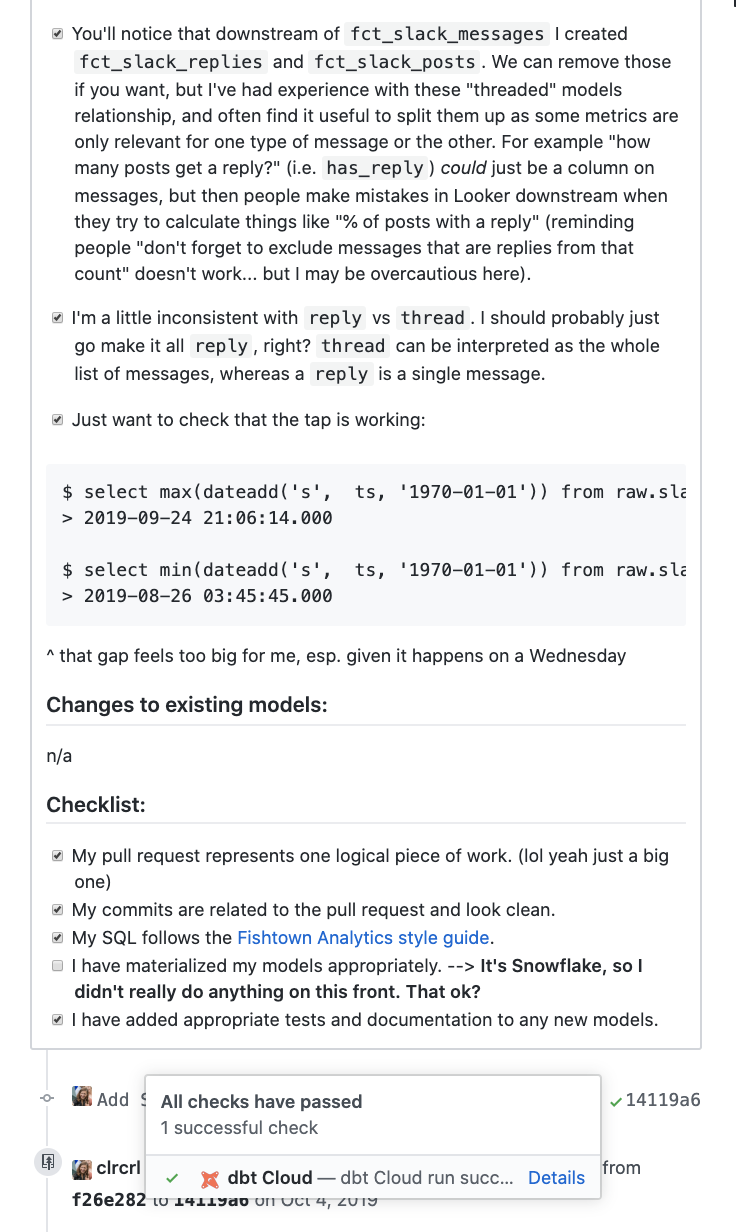 You'll notice that downstream of fct_slack_messages I created
fct_slack_replies and fct_slack_posts. We can remove those
if you want, but I've had experience with these "threaded" models
relationship, and often find it useful to split them up as some metrics are
only relevant for one type of message or the other. For example "how
many posts get a reply?" (i.e. has_reply) could just be a column on
messages, but then people make mistakes in Looker downstream when
they try to calculate things like "% of posts with a reply" (reminding
people "don't forget to exclude messages that are replies from that
count" doesn't work... but I may be overcautious here).
I'm a little inconsistent with reply vs thread. I should probably just
go make it all reply, right? thread can be interpreted as the whole
list of messages, whereas a reply is a single message.
Just want to check that the tap is working:
$ select max(dateadd('s',  ts, '1970-01-01')) from raw.sla
> 2019-09-24 21:06:14.000
$ select min(dateadd('s',  ts, '1970-01-01')) from raw.sla
> 2019-08-26 03:45:45.000
^ that gap feels too big for me, esp. given it happens on a Wednesday
Changes to existing models:
n/a
Checklist:
My pull request represents one logical piece of work. (lol yeah just a big
one)
My commits are related to the pull request and look clean.
My SQL follows the Fishtown Analytics style guide.
I have materialized my models appropriately. --> It's Snowflake, so I
didn't really do anything on this front. That ok?
I have added appropriate tests and documentation to any new models.
All checks have passed
Add 14119a6
1 successful check
clrcrl from
dbt Cloud — dbt Cloud run succ... Details
f26e282 to 14119a6 on Oct 4, 2019